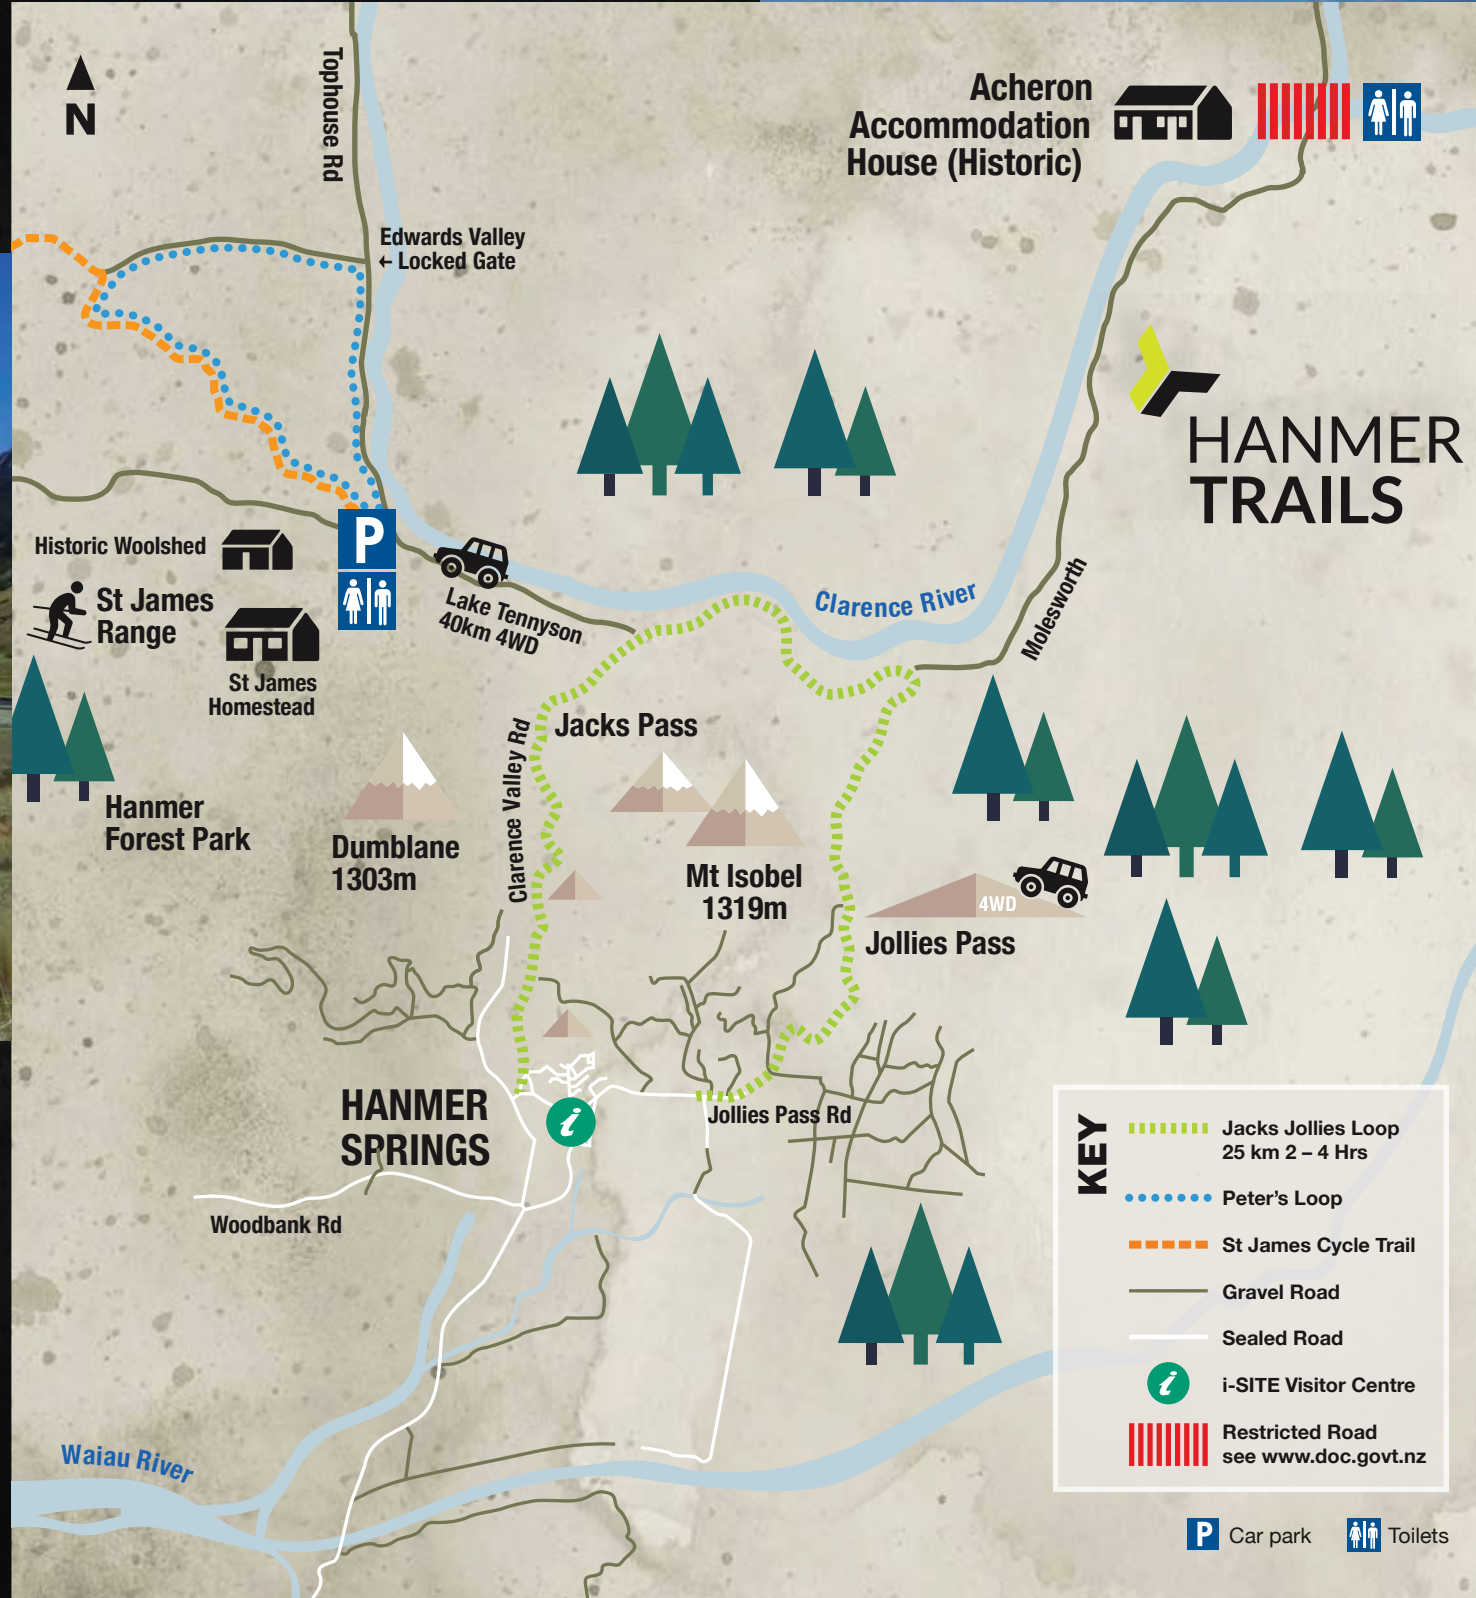 N
Tophouse Rd
Acheron
Accommodation
House (Historic)
Edwards Valley
← Locked Gate
HANMER
TRAILS
Historic Woolshed
P
St James
Range
St James
Homestead
Lake Tennyson
40km 4WD
Clarence River
Molesworth
Hanmer
Forest Park
Clarence Valley Rd
Jacks Pass
Dumblane
1303m
Mt Isobel
1319m
4WD
Jollies Pass
HANMER
SPRINGS
i
Jollies Pass Rd
Woodbank Rd
Waiau River
KEY
Jacks Jollies Loop
25 km 2 – 4 Hrs
Peter's Loop
St James Cycle Trail
Gravel Road
Sealed Road
i
i-SITE Visitor Centre
Restricted Road
see www.doc.govt.nz
P Car park
Toilets